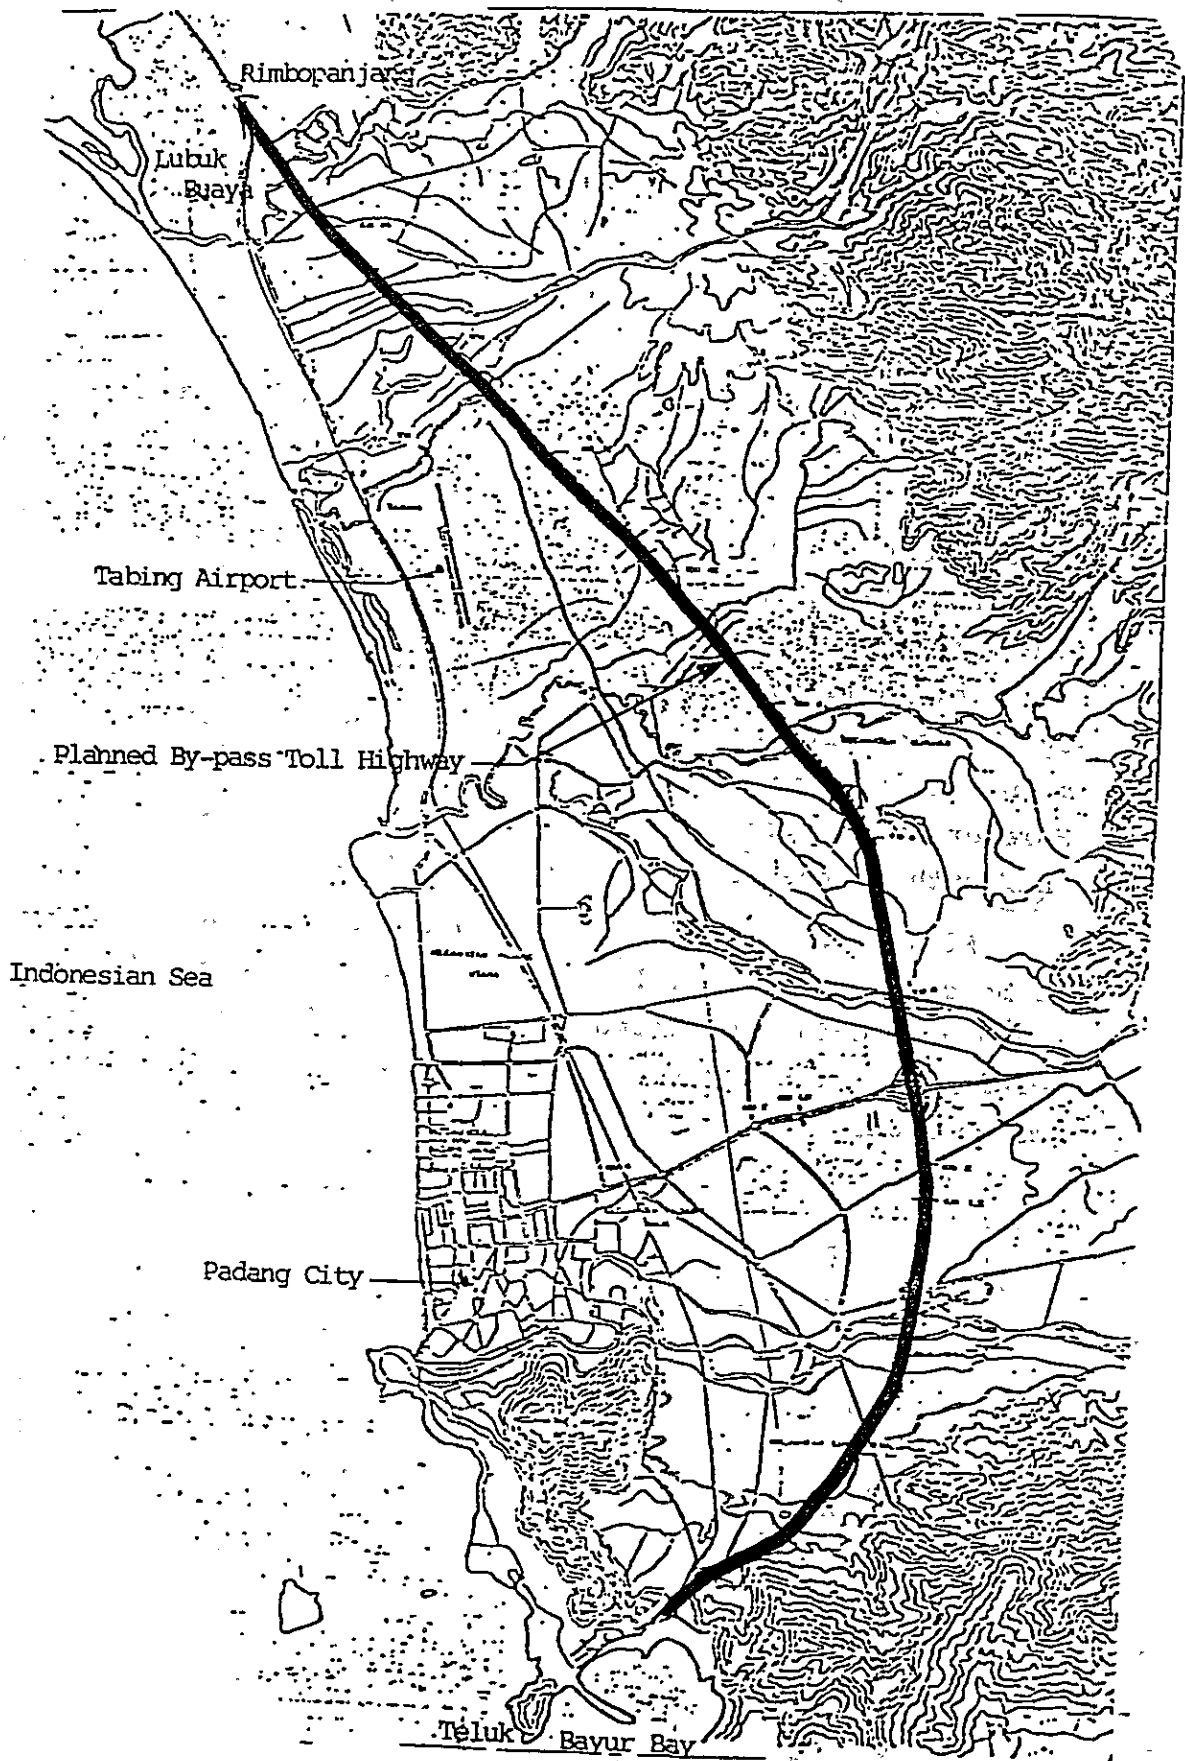 Rimbopanjang
Lubuk
Buaya
Tabing Airport
Planned By-pass Toll Highway
Indonesian Sea
Padang City
Teluk Bayur Bay